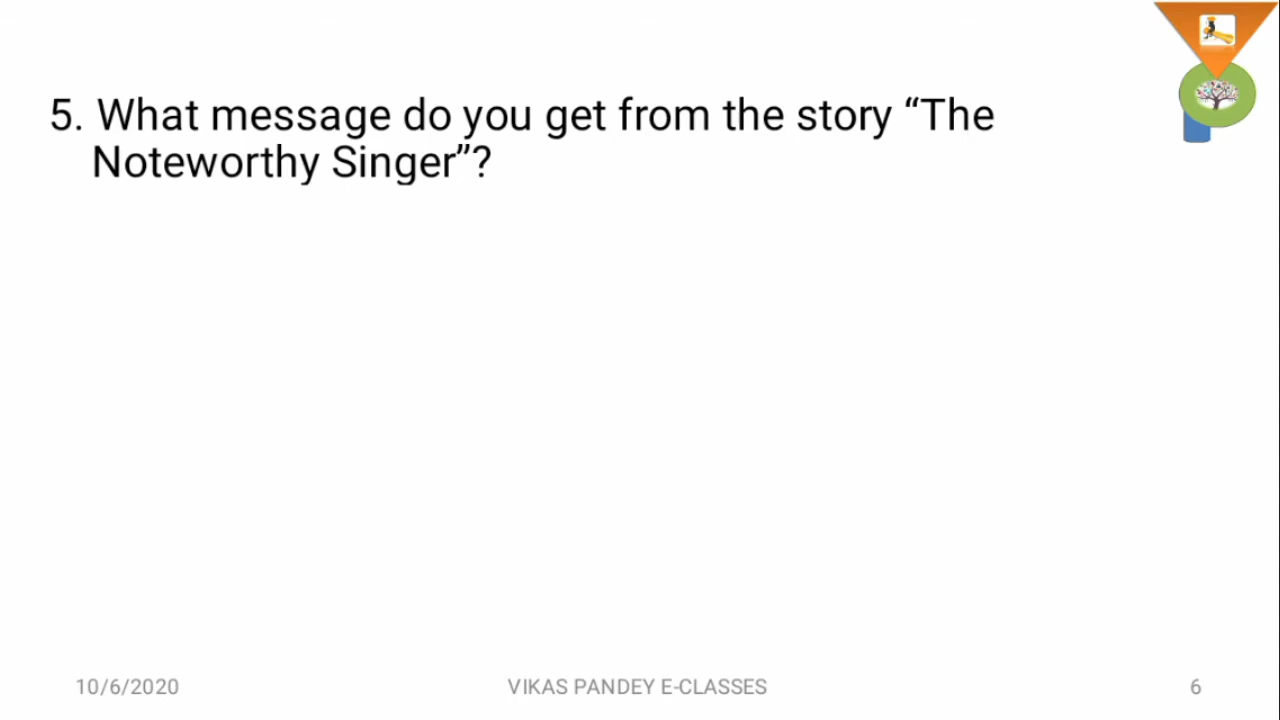 5. What message do you get from the story “The
Noteworthy Singer”?
10/6/2020
VIKAS PANDEY E-CLASSES
6